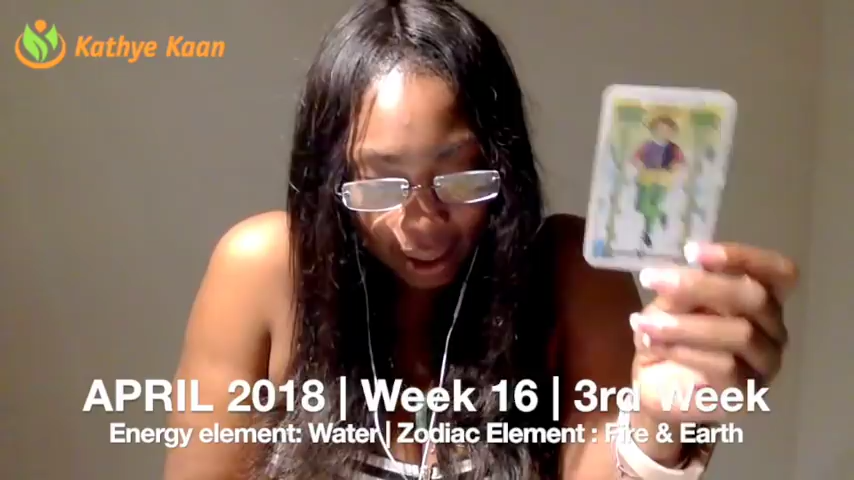 Kathye Kaan
APRIL 2018 | Week 16 | 3rd Week
Energy element: Water | Zodiac Element : Fire & Earth